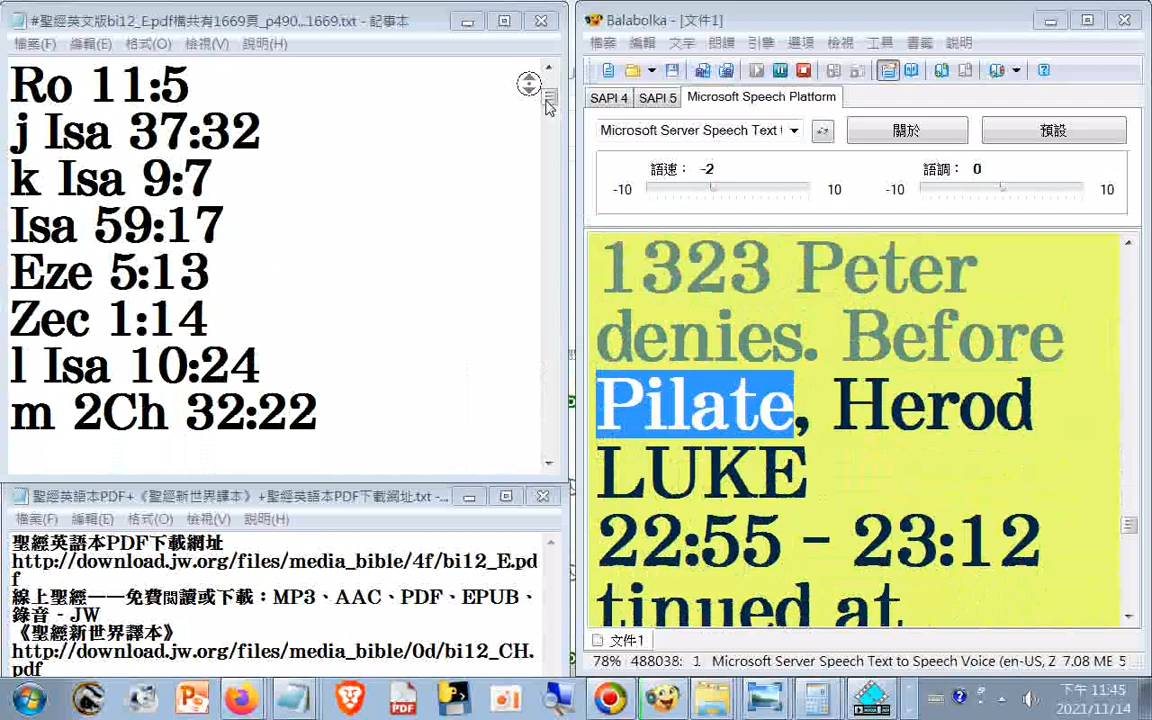 #聖經英文版bi12_E.pdf檔共有1669頁_p490...1669.txt - 記事本
檔案(F) 編輯(E) 格式(O) 檢視(V) 說明(H)
Ro 11:5
j Isa 37:32
k Isa 9:7
Isa 59:17
Eze 5:13
Zec 1:14
l Isa 10:24
m 2Ch 32:22
聖經英語本PDF+《聖經新世界譯本》+聖經英語本PDF下載網址.txt - ...
檔案(F) 編輯(E) 格式(O) 檢視(V) 說明(H)
聖經英語本PDF下載網址
http://download.jw.org/files/media_bible/4f/bi12_E.pd
f
線上聖經——免費閱讀或下載：MP3、AAC、PDF、EPUB、
錄音 - JW
《聖經新世界譯本》
http://download.jw.org/files/media_bible/0d/bi12_CH.
pdf
Balabolka - [文件1]
檔案 編輯 文字 朗讀 引擎 選項 檢視 工具 書籤 說明
SAPI 4 SAPI 5 Microsoft Speech Platform
Microsoft Server Speech Text
關於 預設
語速： -2 語調： 0
-10 10 -10 10
1323 Peter
denies. Before
Pilate, Herod
LUKE
22:55 – 23:12
tinued at
文件1
78% 488038: 1 Microsoft Server Speech Text to Speech Voice (en-US, Z 7.08 ME 5
PDF
下午 11:45
2021/11/14